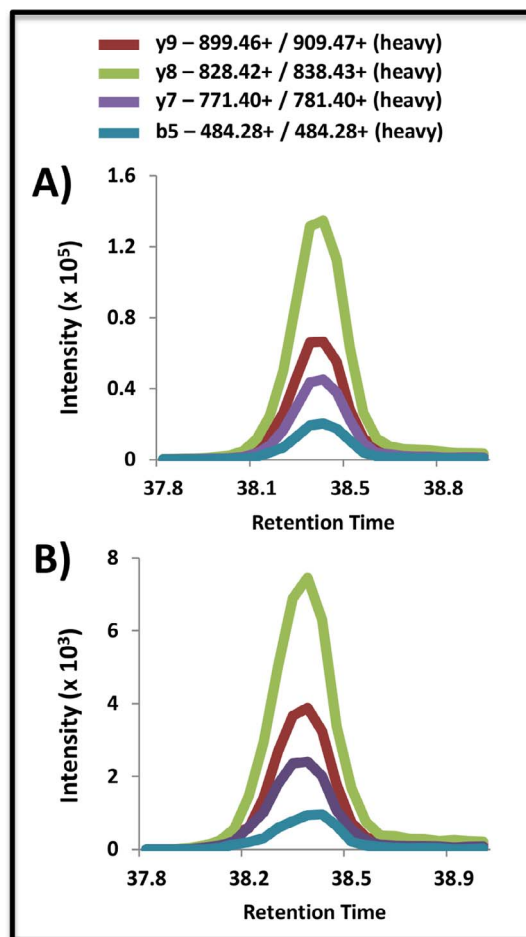 y9 – 899.46+ / 909.47+ (heavy)
y8 – 828.42+ / 838.43+ (heavy)
y7 – 771.40+ / 781.40+ (heavy)
b5 – 484.28+ / 484.28+ (heavy)
A)
1.6
1.2
0.8
0.4
0
Intensity (x 10⁵)
37.8 38.1 38.5 38.8
Retention Time
B)
8
6
4
2
0
Intensity (x 10³)
37.8 38.2 38.5 38.9
Retention Time